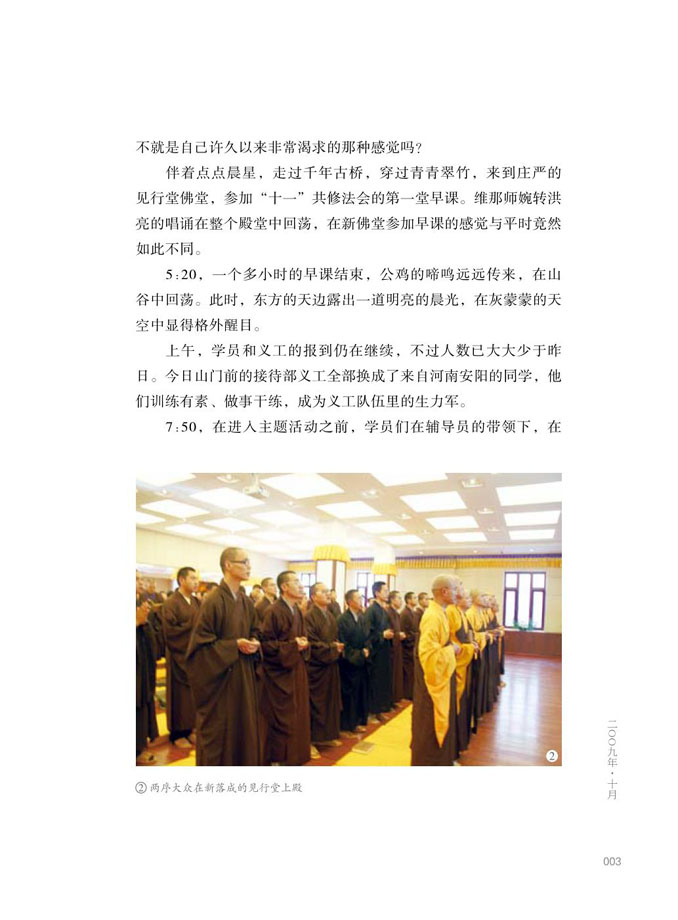 不就是自己许久以来非常渴求的那种感觉吗？
伴着点点晨星，走过千年古桥，穿过青青翠竹，来到庄严的
见行堂佛堂，参加“十一”共修法会的第一堂早课。维那师婉转洪
亮的唱诵在整个殿堂中回荡，在新佛堂参加早课的感觉与平时竟然
如此不同。
5:20，一个多小时的早课结束，公鸡的啼鸣远远传来，在山
谷中回荡。此时，东方的天边露出一道明亮的晨光，在灰蒙蒙的天
空中显得格外醒目。
上午，学员和义工的报到仍在继续，不过人数已大大少于昨
日。今日山门前的接待部义工全部换成了来自河南安阳的同学，他
们训练有素、做事干练，成为义工队伍里的生力军。
7:50，在进入主题活动之前，学员们在辅导员的带领下，在
②
② 两序大众在新落成的见行堂上殿
二〇〇九年·十月
003